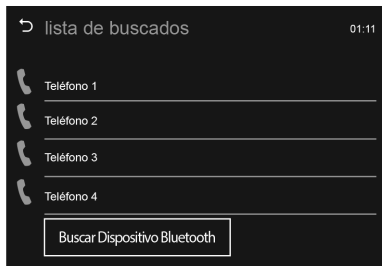 lista de buscados
01:11
Teléfono 1
Teléfono 2
Teléfono 3
Teléfono 4
Buscar Dispositivo Bluetooth